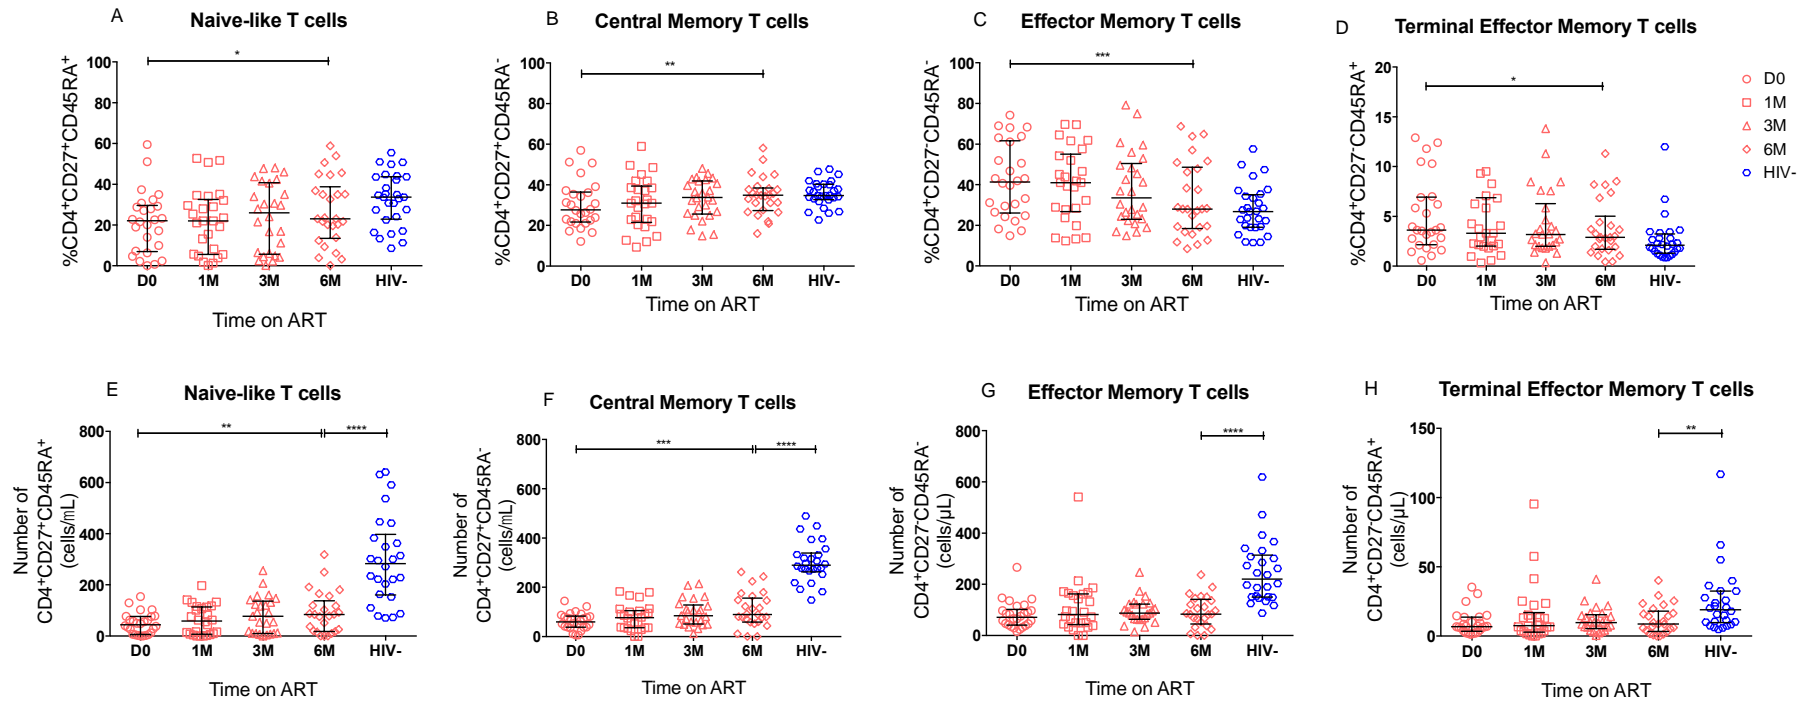 A
Naive-like T cells
*
%CD4+CD27+CD45RA+
100
80
60
40
20
0
D0
1M
3M
6M
HIV-
Time on ART
B
Central Memory T cells
**
%CD4+CD27+CD45RA-
100
80
60
40
20
0
D0
1M
3M
6M
HIV-
Time on ART
C
Effector Memory T cells
***
%CD4+CD27-CD45RA-
100
80
60
40
20
0
D0
1M
3M
6M
HIV-
Time on ART
D
Terminal Effector Memory T cells
*
%CD4+CD27-CD45RA+
20
15
10
5
0
D0
1M
3M
6M
HIV-
Time on ART
D0
1M
3M
6M
HIV-
E
Naive-like T cells
**
****
Number of
CD4+CD27+CD45RA+
(cells/mL)
800
600
400
200
0
D0
1M
3M
6M
HIV-
Time on ART
F
Central Memory T cells
***
****
Number of
CD4+CD27+CD45RA-
(cells/mL)
800
600
400
200
0
D0
1M
3M
6M
HIV-
Time on ART
G
Effector Memory T cells
****
Number of
CD4+CD27-CD45RA-
(cells/µL)
800
600
400
200
0
D0
1M
3M
6M
HIV-
Time on ART
H
Terminal Effector Memory T cells
**
Number of
CD4+CD27-CD45RA+
(cells/µL)
150
100
50
0
D0
1M
3M
6M
HIV-
Time on ART